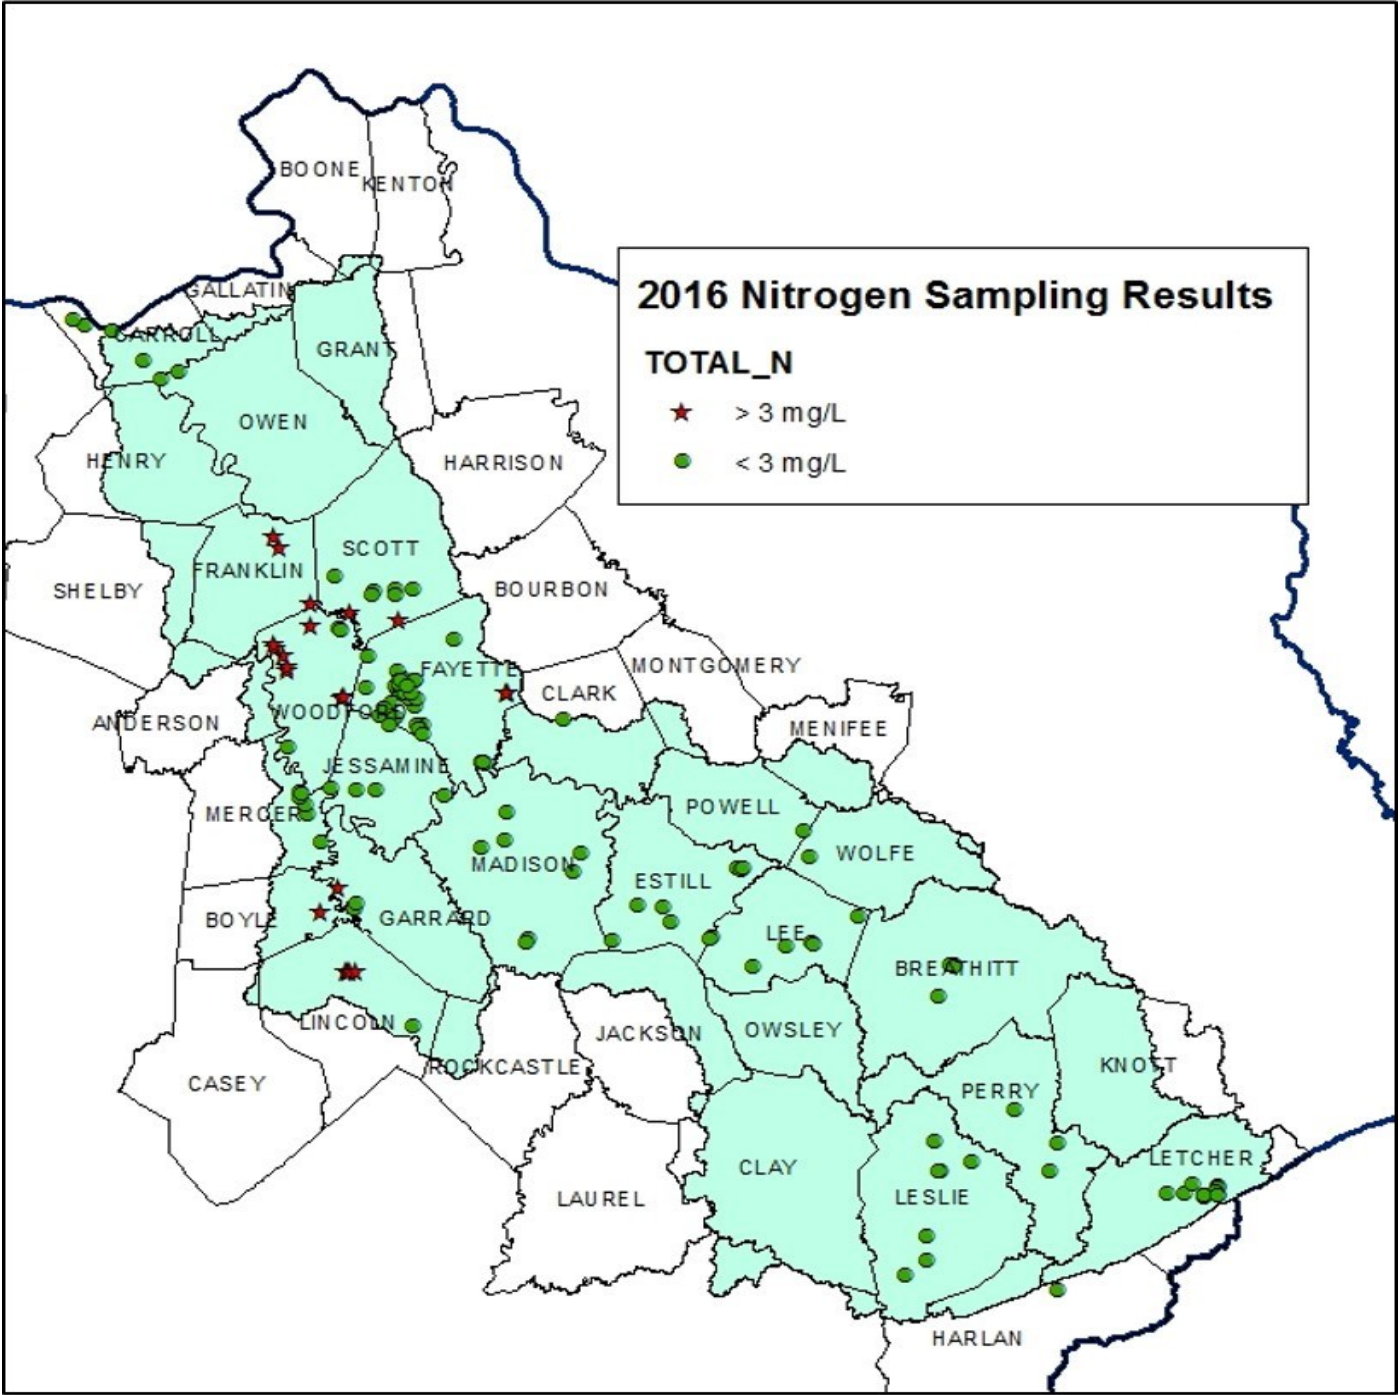 BOONE
KENTON
GALLATIN
2016 Nitrogen Sampling Results
CARROLL
GRANT
TOTAL_N
> 3 mg/L
OWEN
HENRY
HARRISON
< 3 mg/L
SCOTT
FRANKLIN
SHELBY
BOURBON
FAYETTE
MONTGOMERY
CLARK
ANDERSON
WOODFORD
MENIFEE
JESSAMINE
MERCER
POWELL
MADISON
WOLFE
ESTILL
BOYLE
GARRARD
LEE
BREATHITT
LINCOLN
JACKSON
OWSLEY
ROCKCASTLE
KNOTT
CASEY
PERRY
LETCHER
CLAY
LAUREL
LESLIE
HARLAN